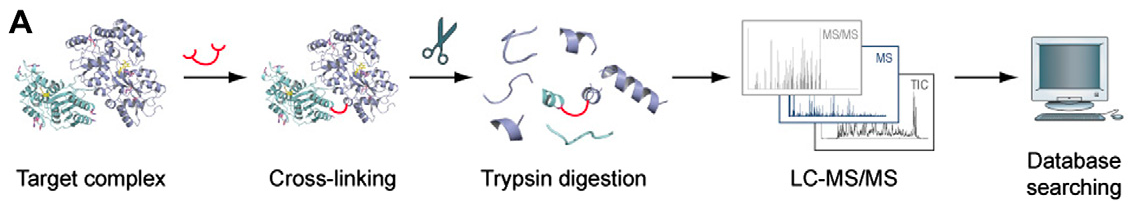 A
MS/MS
MS
TIC
Target complex
Cross-linking
Trypsin digestion
LC-MS/MS
Database
searching